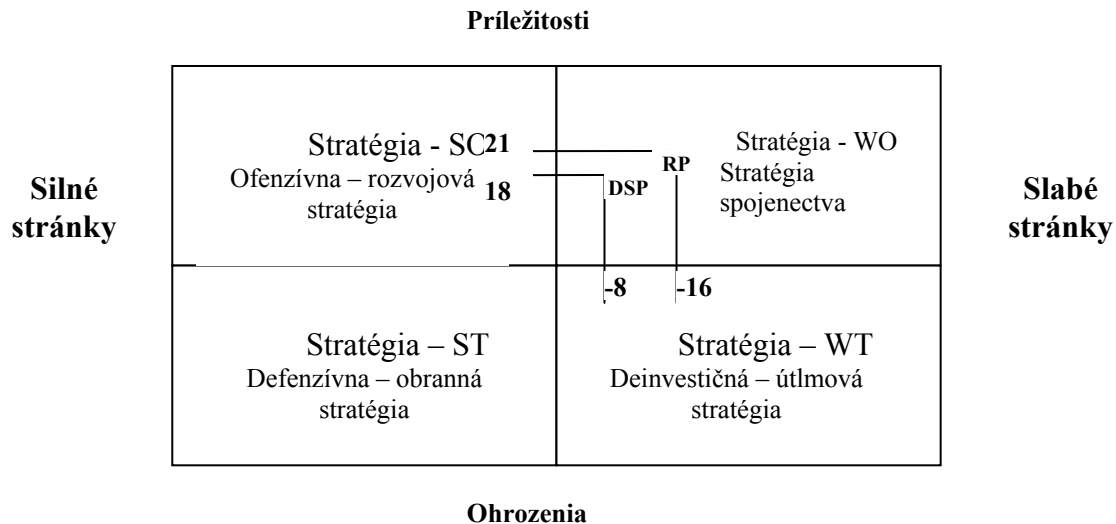 Príležitosti
Silné
stránky
Stratégia - SO
Ofenzívna – rozvojová
stratégia
21
18
DSP
RP
Stratégia - WO
Stratégia
spojenectva
Slabé
stránky
-8
-16
Stratégia – ST
Defenzívna – obranná
stratégia
Stratégia – WT
Deinvestičná – útlmová
stratégia
Ohrozenia